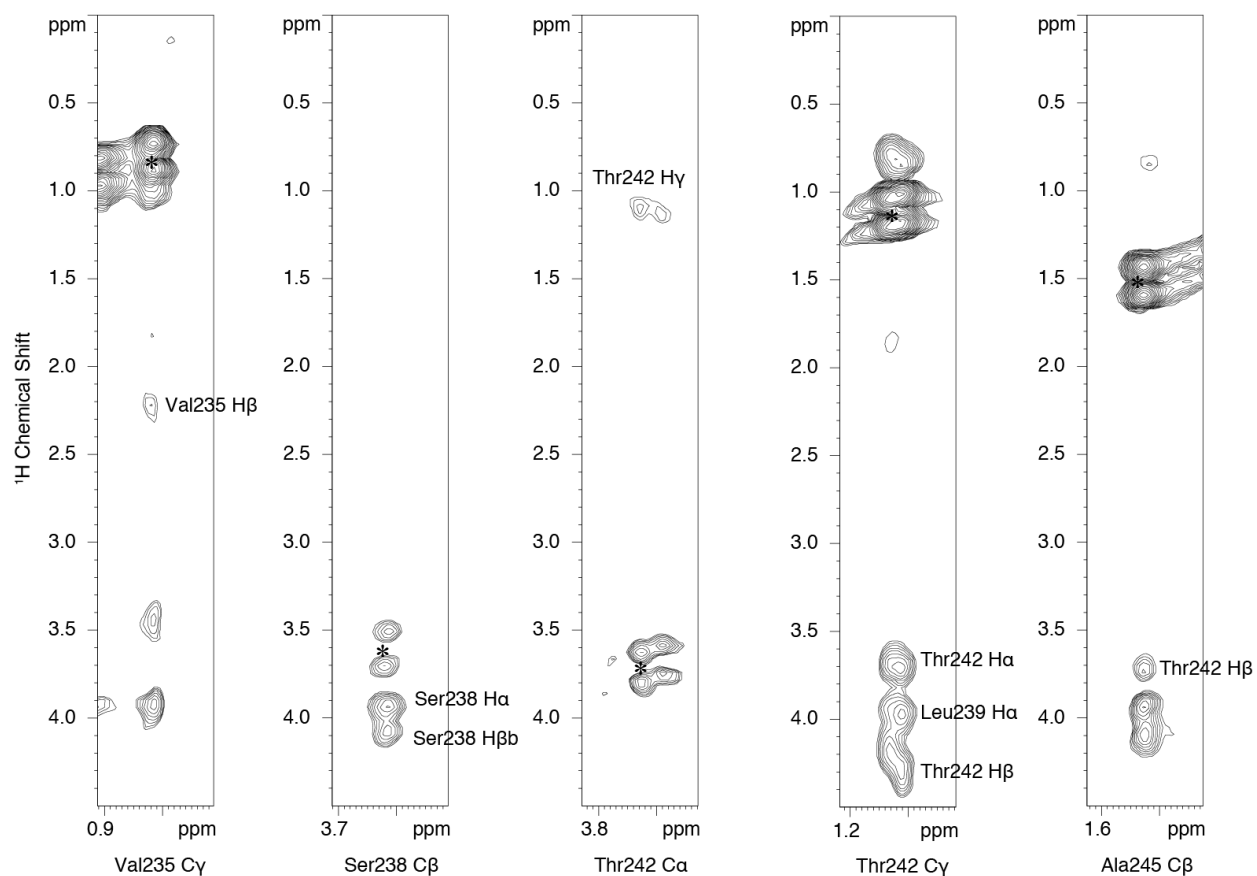 ppm
0.5
1.0
1.5
2.0
2.5
3.0
3.5
4.0
¹H Chemical Shift
*
Val235 Hβ
0.9
ppm
Val235 Cγ
ppm
0.5
1.0
1.5
2.0
2.5
3.0
3.5
4.0
*
Ser238 Hα
Ser238 Hβb
3.7
ppm
Ser238 Cβ
ppm
0.5
1.0
1.5
2.0
2.5
3.0
3.5
4.0
Thr242 Hγ
*
3.8
ppm
Thr242 Cα
ppm
0.5
1.0
1.5
2.0
2.5
3.0
3.5
4.0
*
Thr242 Hα
Leu239 Hα
Thr242 Hβ
1.2
ppm
Thr242 Cγ
ppm
0.5
1.0
1.5
2.0
2.5
3.0
3.5
4.0
*
Thr242 Hβ
1.6
ppm
Ala245 Cβ